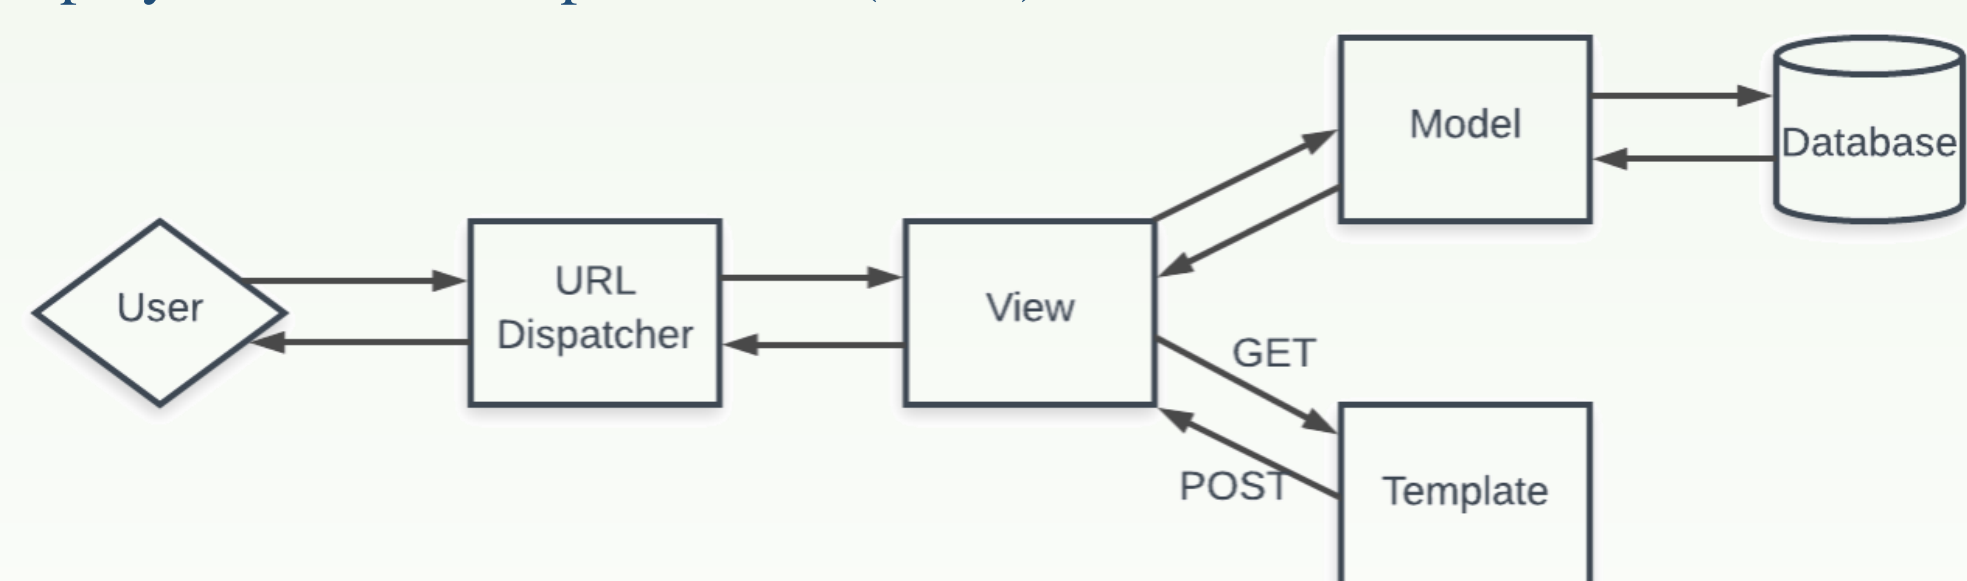 Model
Database
User
URL
Dispatcher
View
GET
POST
Template